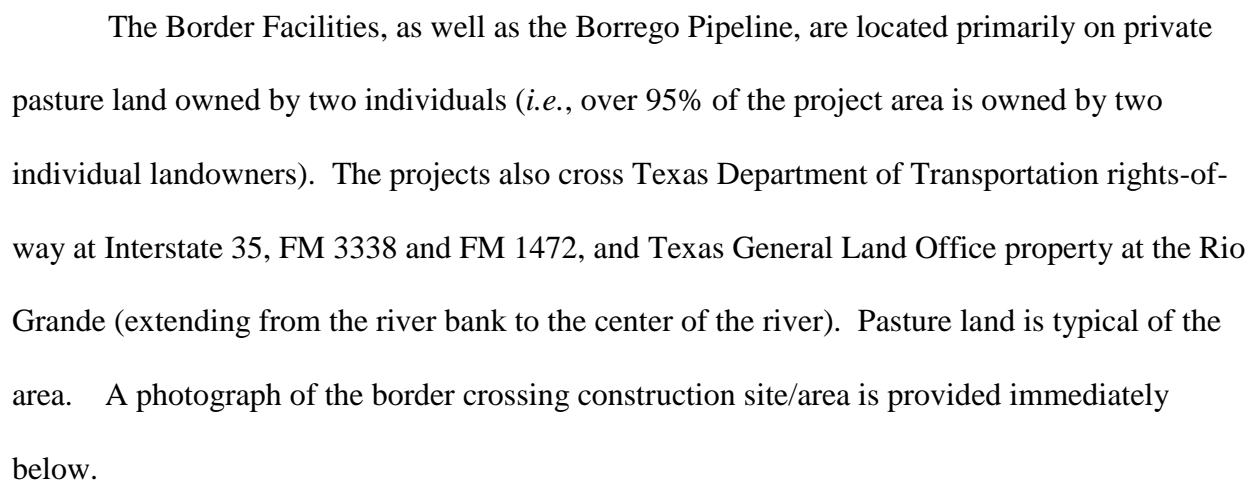 The Border Facilities, as well as the Borrego Pipeline, are located primarily on private
pasture land owned by two individuals (i.e., over 95% of the project area is owned by two
individual landowners).  The projects also cross Texas Department of Transportation rights-of-
way at Interstate 35, FM 3338 and FM 1472, and Texas General Land Office property at the Rio
Grande (extending from the river bank to the center of the river).  Pasture land is typical of the
area.    A photograph of the border crossing construction site/area is provided immediately
below.